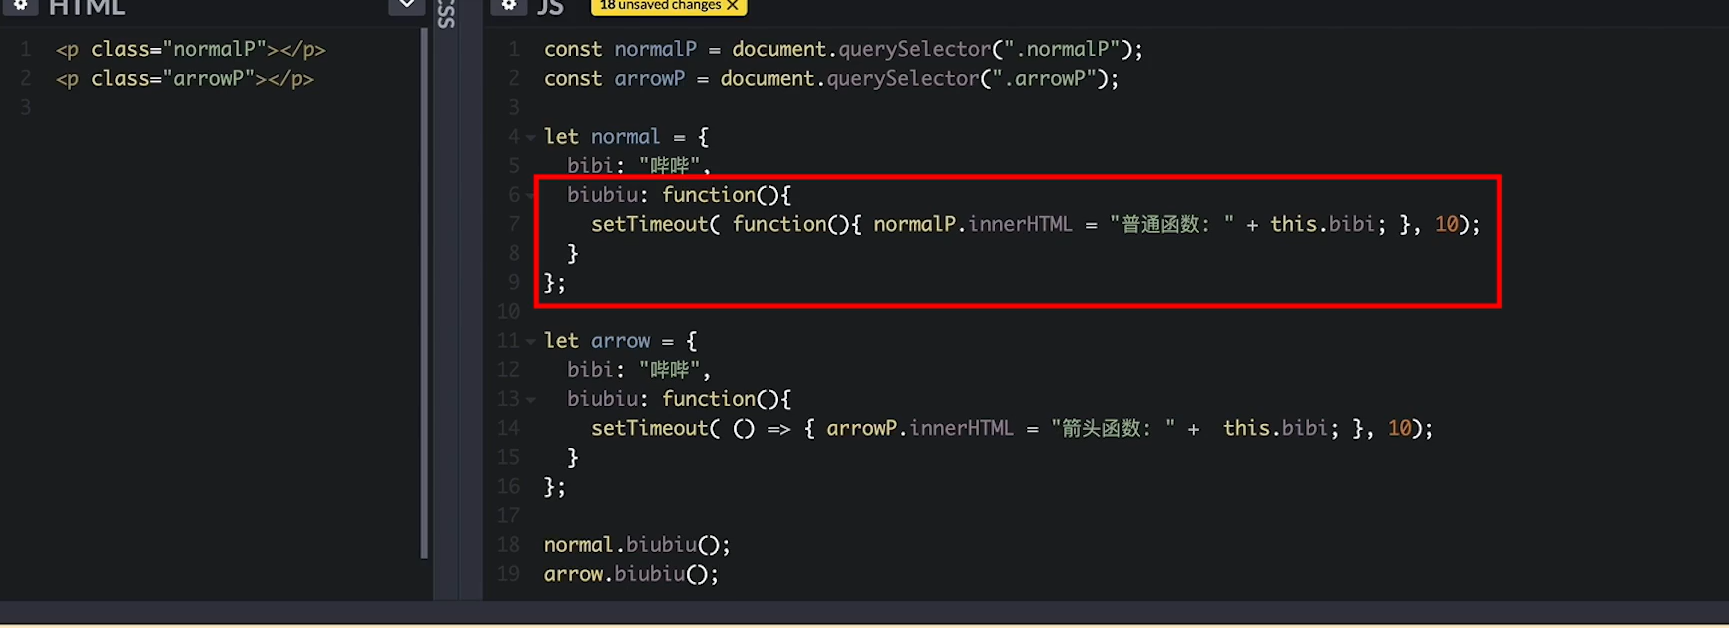 HTML
1 <p class="normalP"></p>
2 <p class="arrowP"></p>
3
CSS
JS 18 unsaved changes X
1 const normalP = document.querySelector(".normalP");
2 const arrowP = document.querySelector(".arrowP");
3
4 let normal = {
5 bibi: "哔哔",
6 biubiu: function(){
7 setTimeout( function(){ normalP.innerHTML = "普通函数: " + this.bibi; }, 10);
8 }
9 };
10
11 let arrow = {
12 bibi: "哔哔",
13 biubiu: function(){
14 setTimeout( () => { arrowP.innerHTML = "箭头函数: " +  this.bibi; }, 10);
15 }
16 };
17
18 normal.biubiu();
19 arrow.biubiu();